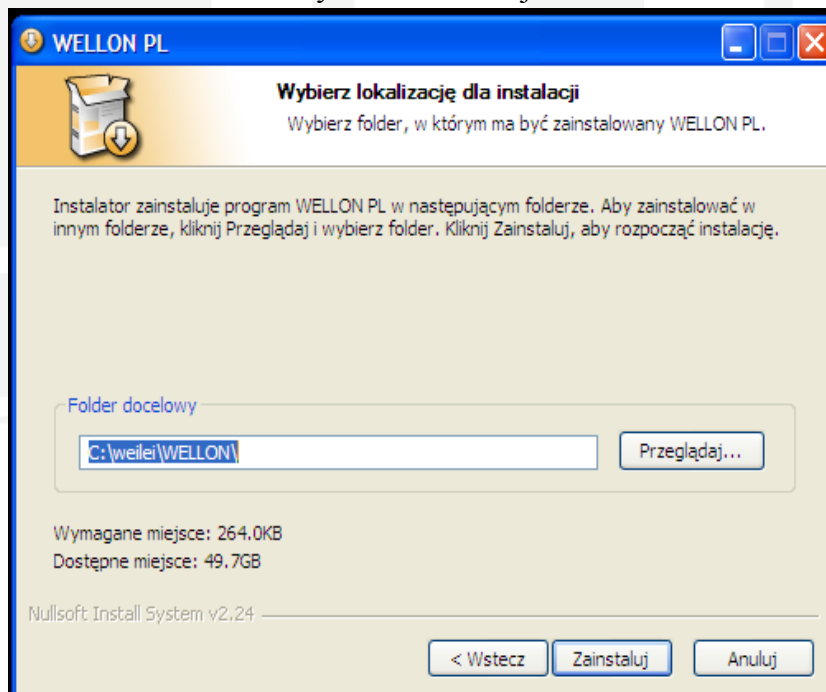 WELLON PL
Wybierz lokalizację dla instalacji
Wybierz folder, w którym ma być zainstalowany WELLON PL.
Instalator zainstaluje program WELLON PL w następującym folderze. Aby zainstalować w
innym folderze, kliknij Przeglądaj i wybierz folder. Kliknij Zainstaluj, aby rozpocząć instalację.
Folder docelowy
C:\weilei\WELLON\
Przeglądaj...
Wymagane miejsce: 264.0KB
Dostępne miejsce: 49.7GB
Nullsoft Install System v2.24
< Wstecz
Zainstaluj
Anuluj